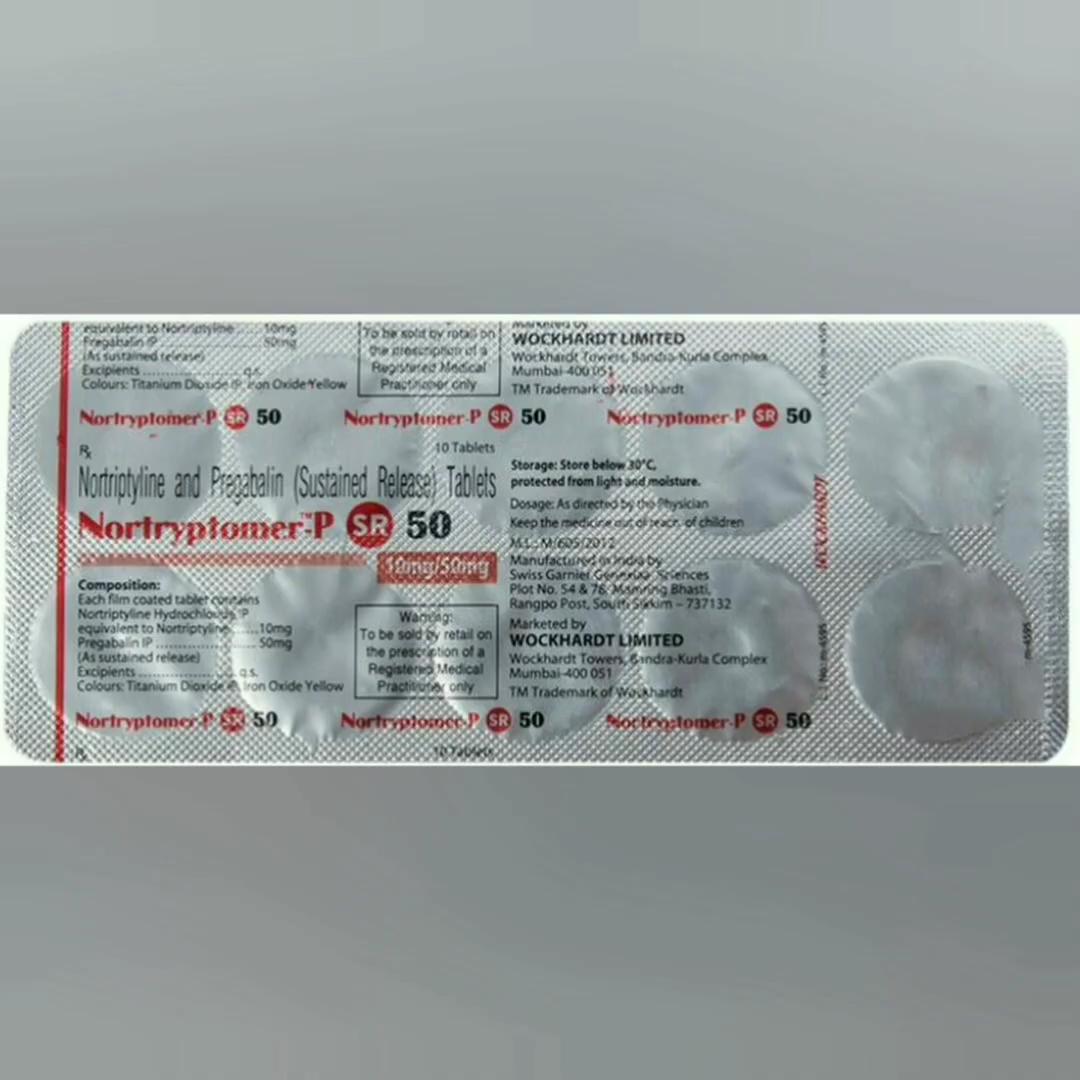 equivalent to Nortriptyline ..... 10mg
Pregabalin IP ..................... 50mg
(As sustained release)
Excipients ........................ q.s.
Colours: Titanium Dioxide IP, Iron Oxide Yellow
To be sold by retail on
the prescription of a
Registered Medical
Practitioner only
Marketed by
WOCKHARDT LIMITED
Wockhardt Towers, Bandra-Kurla Complex
Mumbai-400 051
TM Trademark of Wockhardt
Nortryptomer-P SR 50
Nortryptomer-P SR 50
Nortryptomer-P SR 50
Rx
10 Tablets
Nortriptyline and Pregabalin (Sustained Release) Tablets
Nortryptomer™-P SR 50
10mg/50mg
Composition:
Each film coated tablet contains
Nortriptyline Hydrochloride IP
equivalent to Nortriptyline ......10mg
Pregabalin IP ..........................50mg
(As sustained release)
Excipients ........................ q.s.
Colours: Titanium Dioxide IP, Iron Oxide Yellow
Warning:
To be sold by retail on
the prescription of a
Registered Medical
Practitioner only
Storage: Store below 30°C,
protected from light and moisture.
Dosage: As directed by the Physician
Keep the medicine out of reach of children
M.L.: M/605/2012
Manufactured in India by
Swiss Garnier Genexiaa Sciences
Plot No. 54 & 78, Mamring Bhasti,
Rangpo Post, South Sikkim – 737132
Marketed by
WOCKHARDT LIMITED
Wockhardt Towers, Bandra-Kurla Complex
Mumbai-400 051
TM Trademark of Wockhardt
WOCKHARDT
Nortryptomer-P SR 50
Nortryptomer-P SR 50
Nortryptomer-P SR 50
Rx
10 Tablets